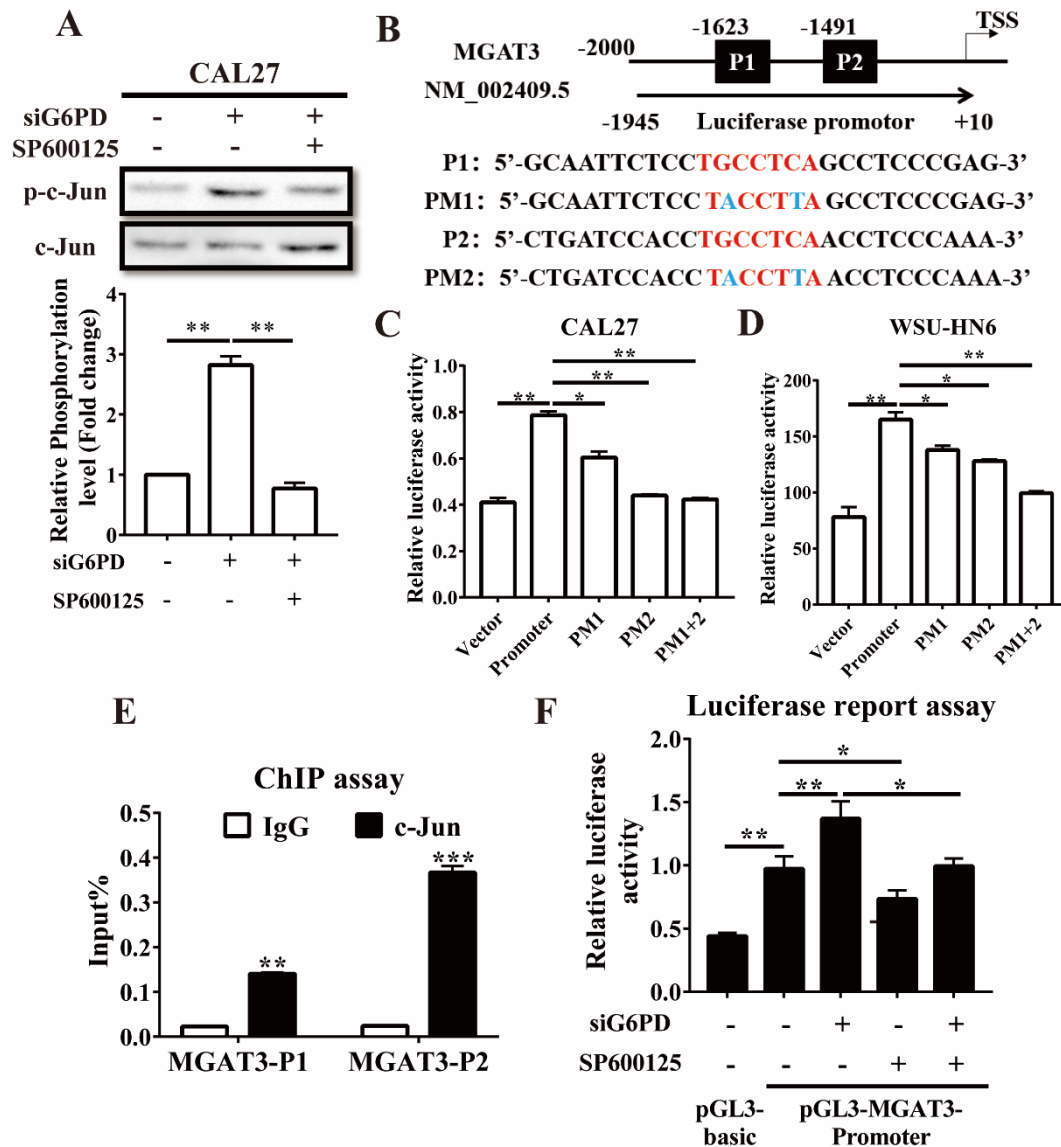 A
CAL27
siG6PD - + +
SP600125 - - +
p-c-Jun
c-Jun
Relative Phosphorylation
level (Fold change)
4
3
2
1
0
** **
siG6PD - + +
SP600125 - - +
B
MGAT3
NM_002409.5
-2000 -1623 -1491 TSS
P1 P2
-1945 Luciferase promotor +10
P1: 5’-GCAATTCTCCTGCCTCAGCCTCCCGAG-3’
PM1: 5’-GCAATTCTCC TACCTTA GCCTCCCGAG-3’
P2: 5’-CTGATCCACCTGCCTCAACCTCCCAAA-3’
PM2: 5’-CTGATCCACC TACCTTA ACCTCCCAAA-3’
C
CAL27
Relative luciferase activity
1.0
0.8
0.6
0.4
0.2
0.0
**
**
** *
Vector Promoter PM1 PM2 PM1+2
D
WSU-HN6
Relative luciferase activity
200
150
100
50
0
**
*
** *
Vector Promoter PM1 PM2 PM1+2
E
ChIP assay
IgG c-Jun
Input%
0.5
0.4
0.3
0.2
0.1
0.0
** ***
MGAT3-P1 MGAT3-P2
F
Luciferase report assay
Relative luciferase
activity
2.0
1.5
1.0
0.5
0.0
*
** *
**
siG6PD - - + - +
SP600125 - - - + +
pGL3-
basic
pGL3-MGAT3-
Promoter